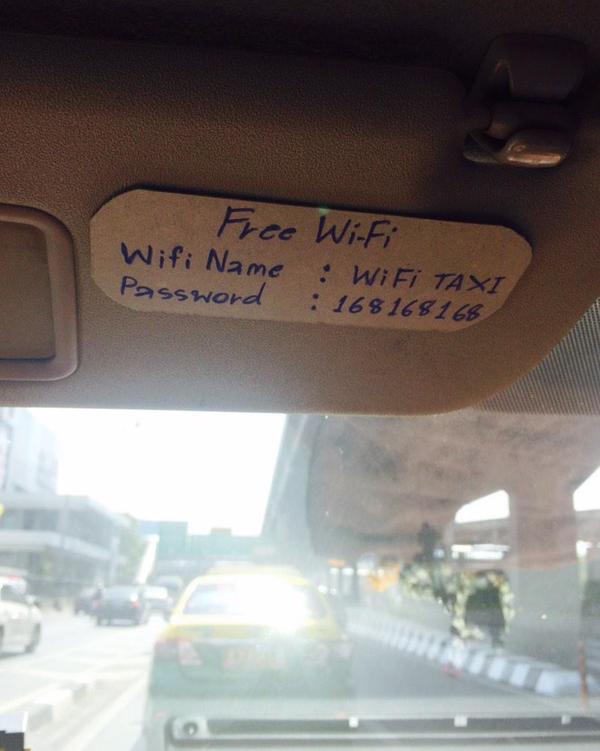 Free Wi-Fi
Wifi Name : WiFi TAXI
Password : 168168168